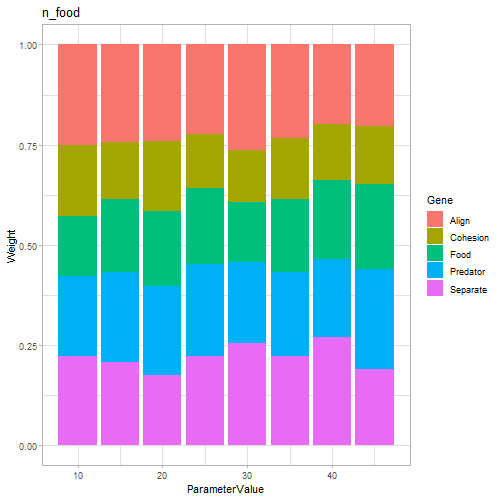 n_food
1.00
0.75
0.50
0.25
0.00
Weight
10 20 30 40
ParameterValue
Gene
Align
Cohesion
Food
Predator
Separate